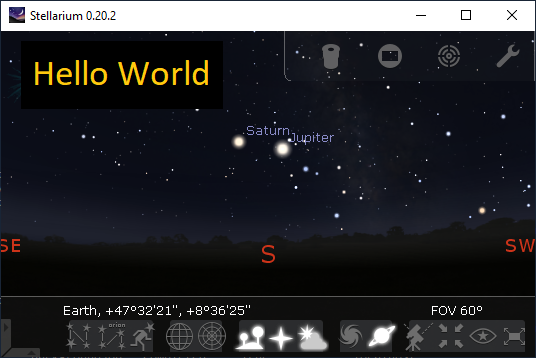 Stellarium 0.20.2
Hello World
Saturn
Jupiter
SE
S
SW
Earth, +47°32'21", +8°36'25"
FOV 60°
orion